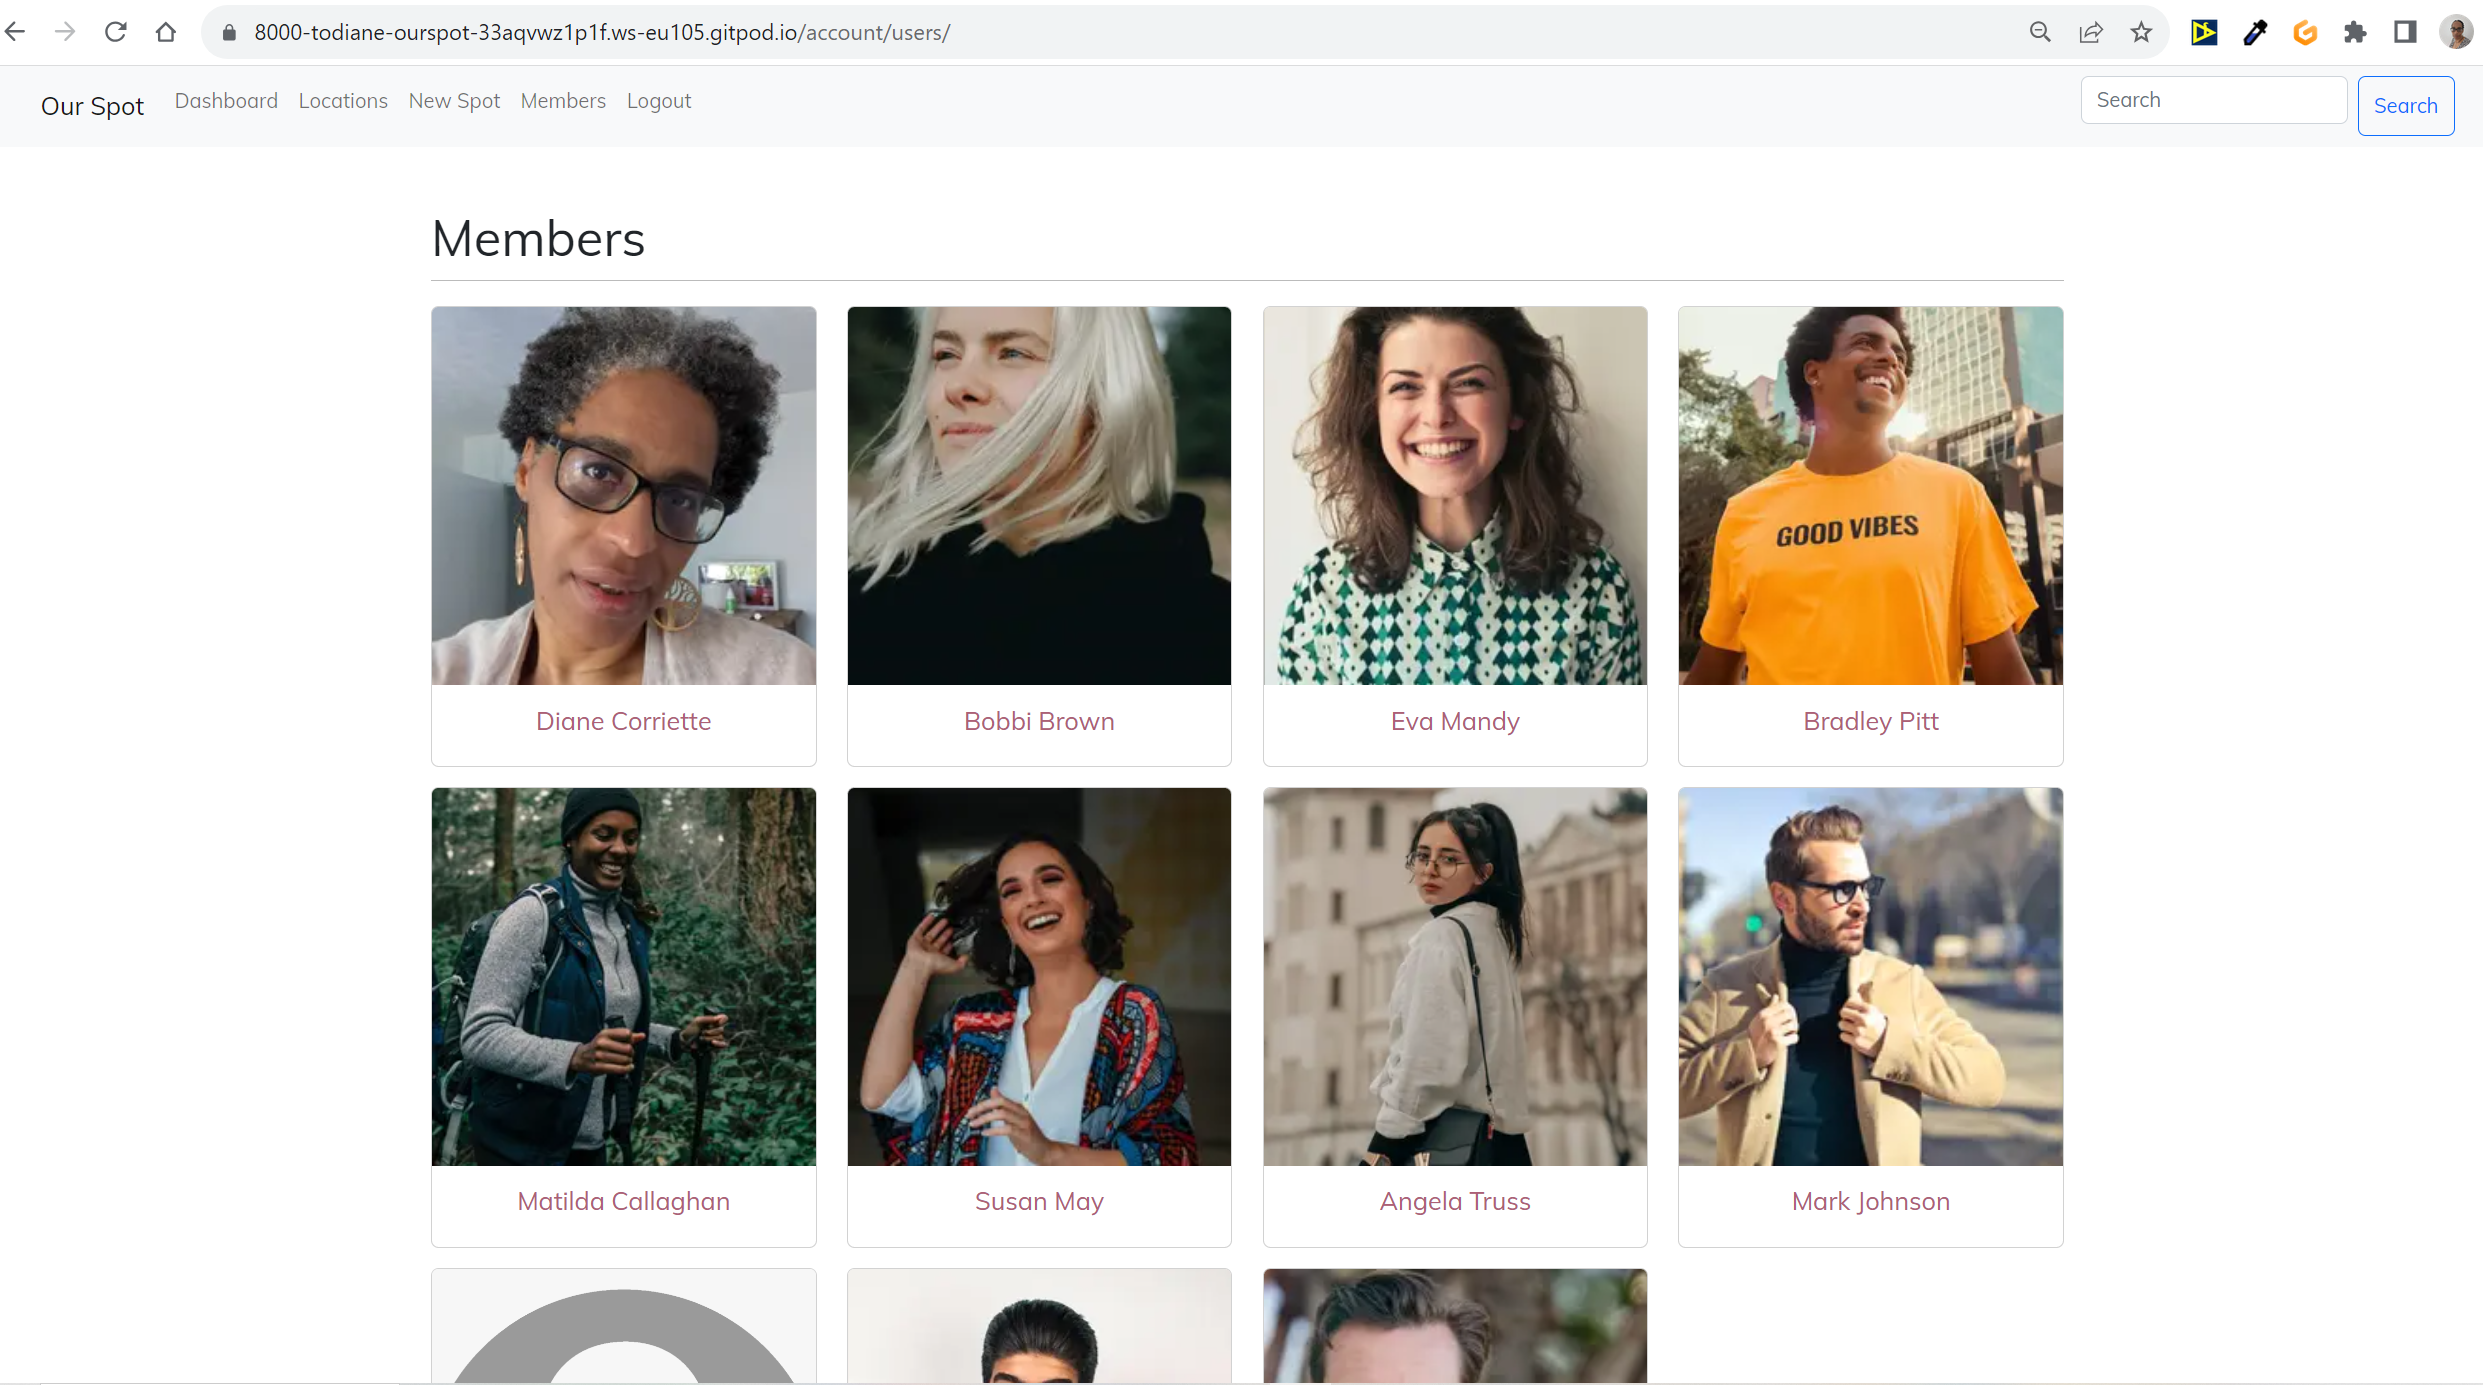 8000-todiane-ourspot-33aqvwz1p1f.ws-eu105.gitpod.io/account/users/
Our Spot Dashboard Locations New Spot Members Logout Search Search
Members
GOOD VIBES
Diane Corriette Bobbi Brown Eva Mandy Bradley Pitt
Matilda Callaghan Susan May Angela Truss Mark Johnson